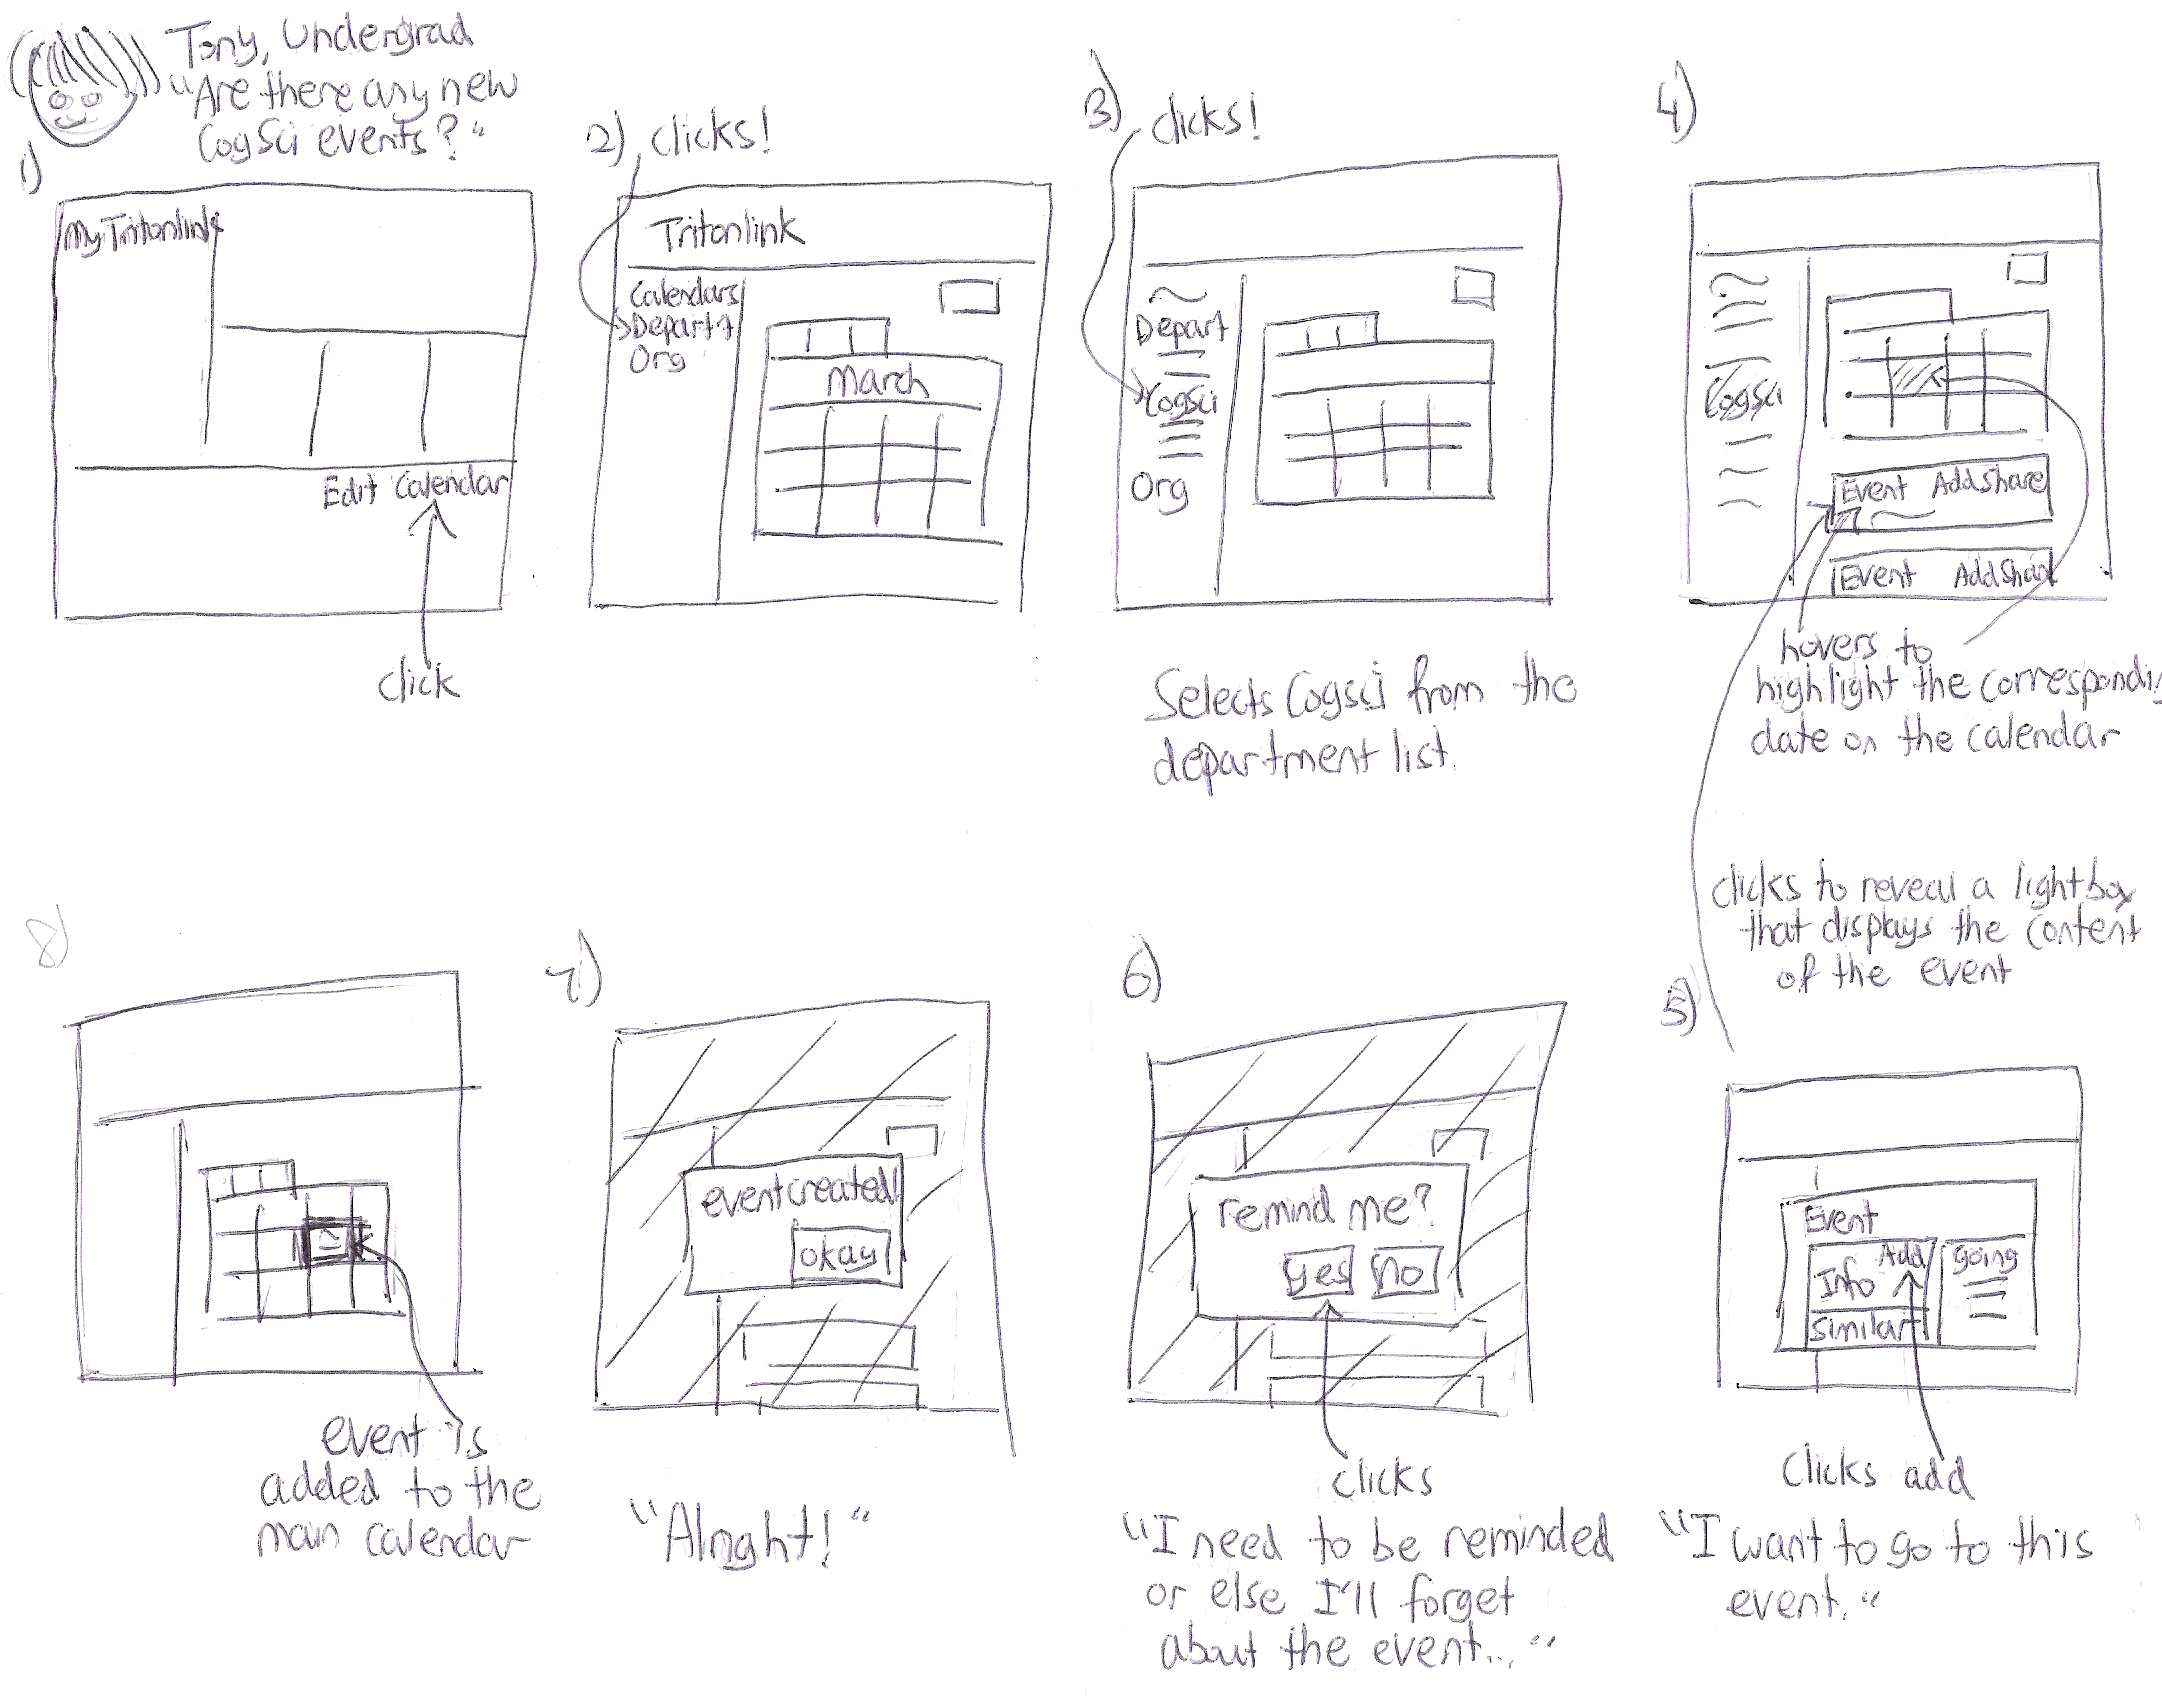 Tony, Undergrad
"Are there any new
CogSci events?"
1)
My Tritonlink
Edit Calendar
click
2) clicks!
Tritonlink
Calendars
Depart
Org
March
3) clicks!
Depart
Cogsci
Org
Selects Cogsci from the
department list.
4)
Cogsci
Event Add Share
Event Add Shar
hovers to
highlight the correspondi
date on the calendar
clicks to reveal a lightbox
that displays the content
of the event
5)
Event
Add
Info
Similar
going
clicks add
"I want to go to this
event."
6)
remind me?
yes no
clicks
"I need to be reminded
or else I'll forget
about the event..."
7)
event created!
okay
"Alright!"
8)
event is
added to the
main calendar